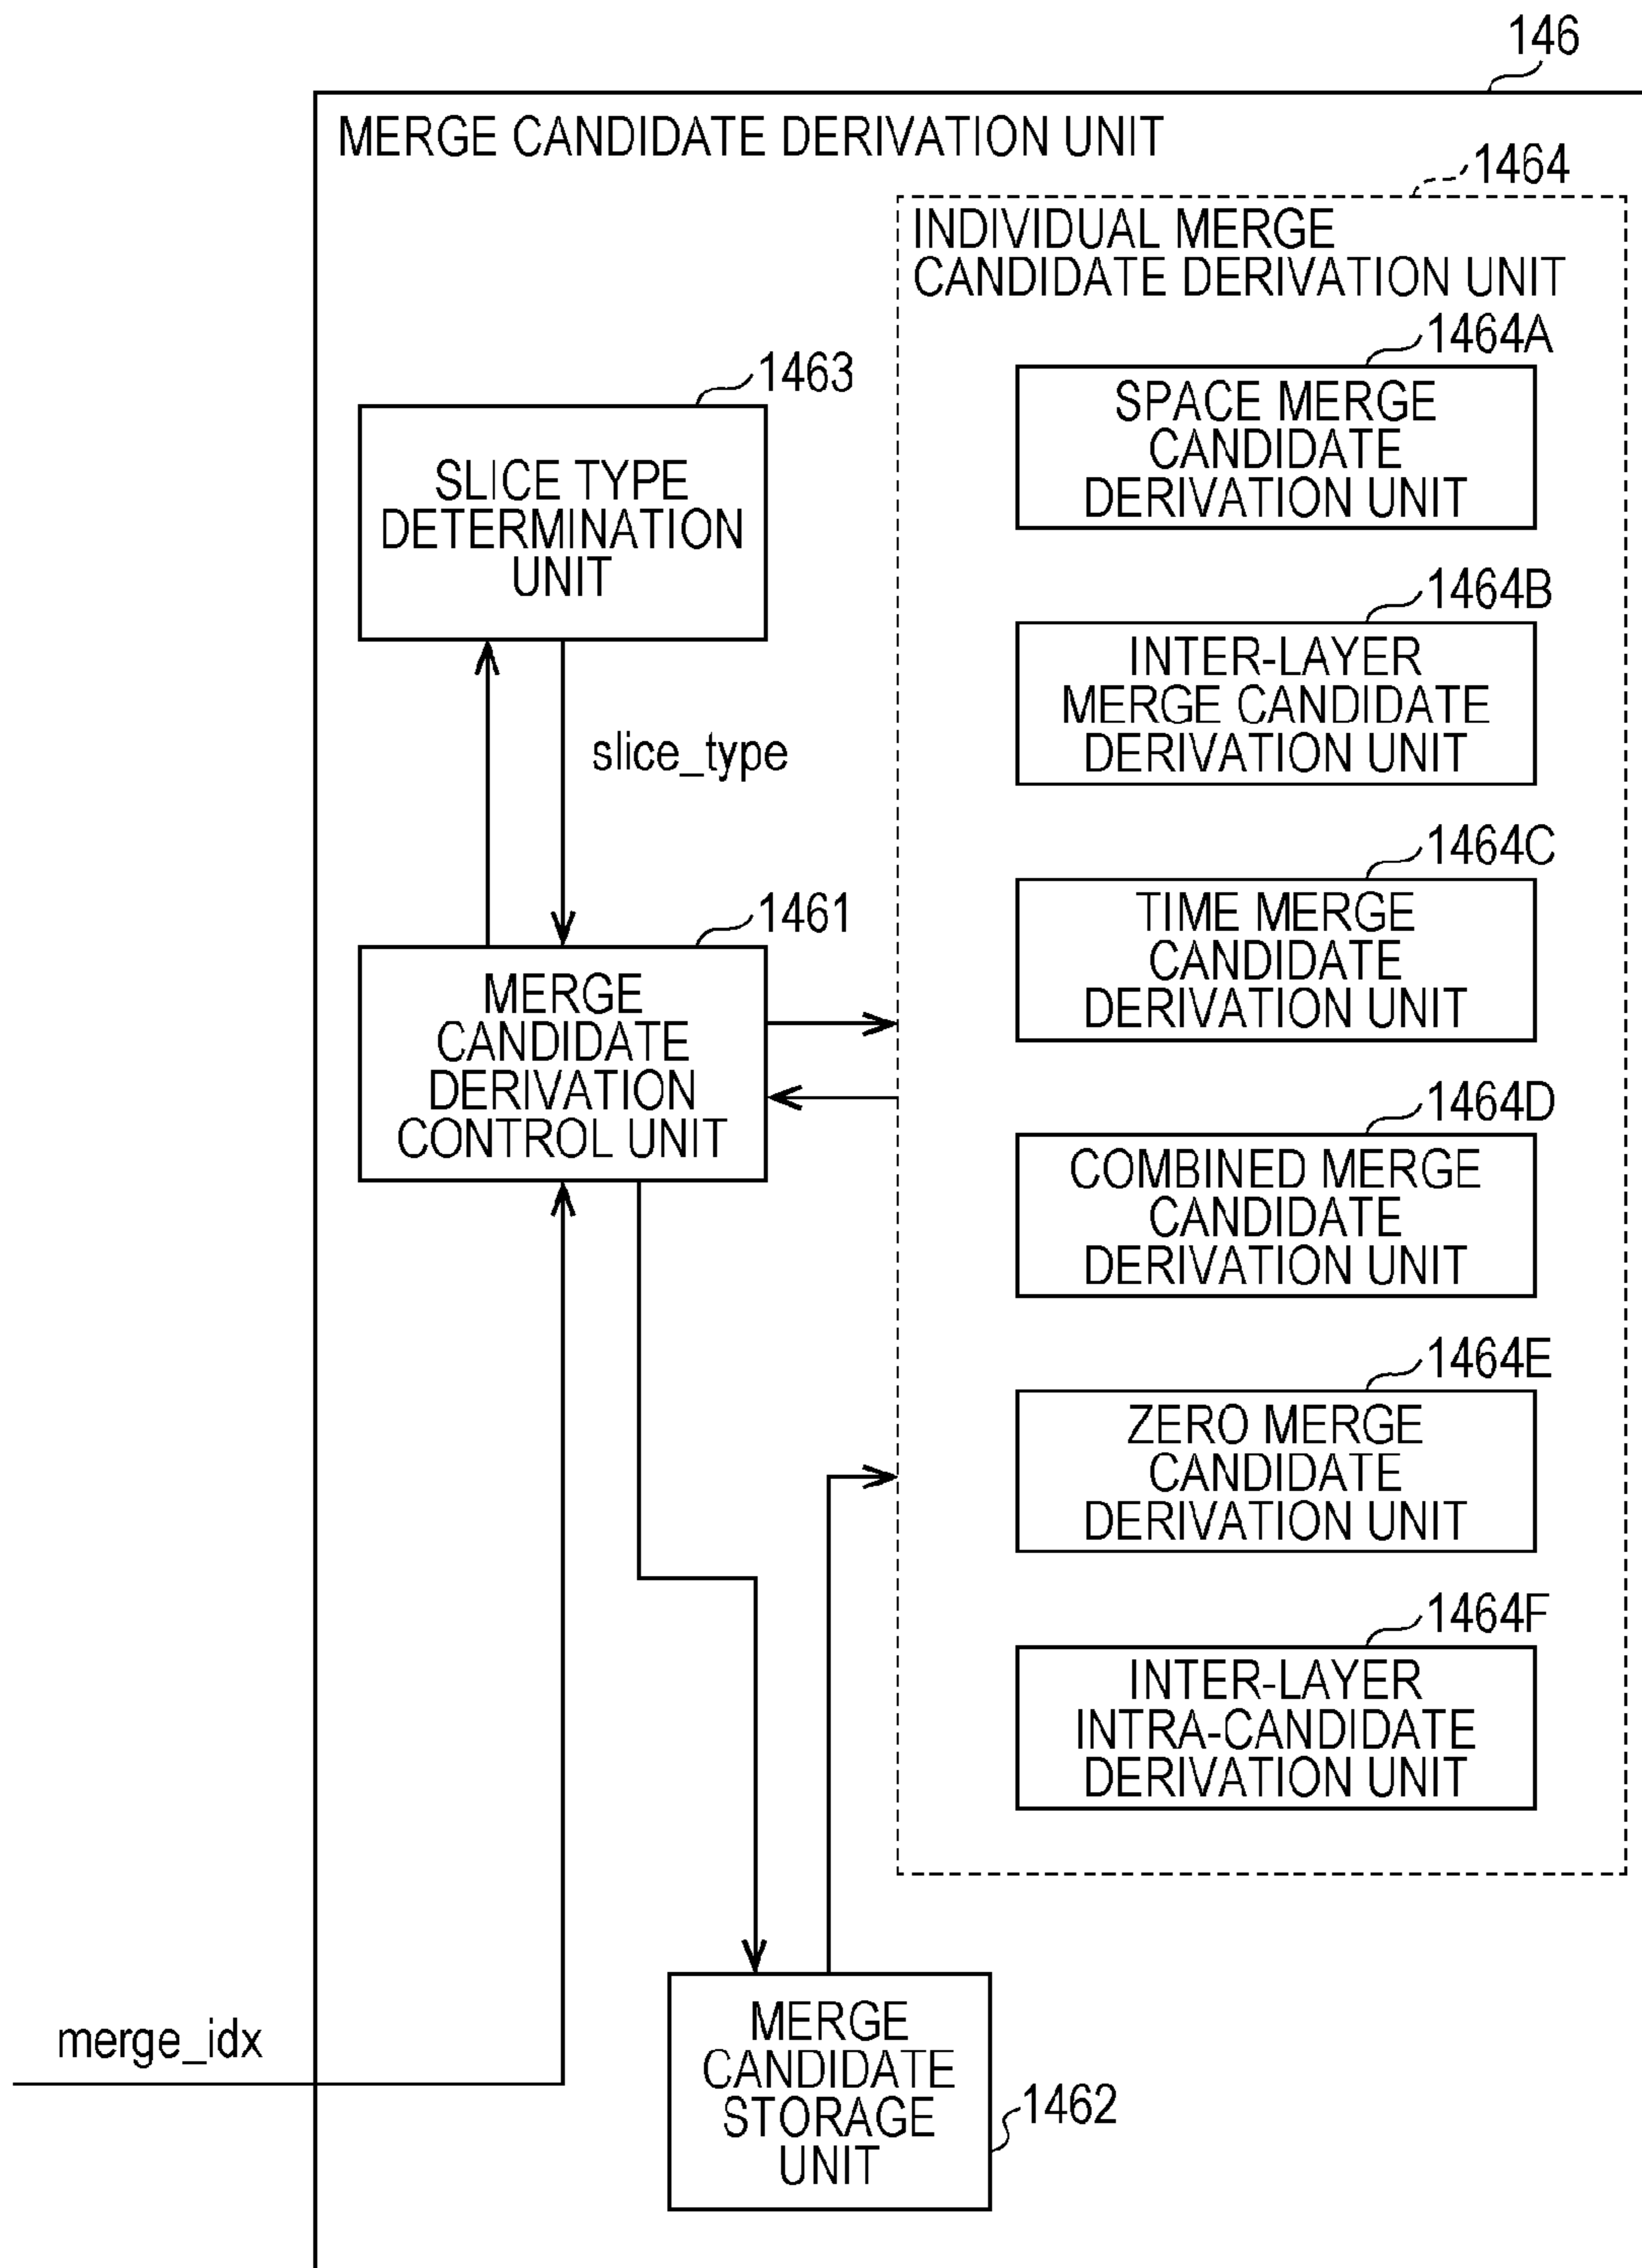 146
MERGE CANDIDATE DERIVATION UNIT
1464
INDIVIDUAL MERGE
CANDIDATE DERIVATION UNIT
1464A
SPACE MERGE
CANDIDATE
DERIVATION UNIT
1463
SLICE TYPE
DETERMINATION
UNIT
1464B
INTER-LAYER
MERGE CANDIDATE
DERIVATION UNIT
slice_type
1464C
TIME MERGE
CANDIDATE
DERIVATION UNIT
1461
MERGE
CANDIDATE
DERIVATION
CONTROL UNIT
1464D
COMBINED MERGE
CANDIDATE
DERIVATION UNIT
1464E
ZERO MERGE
CANDIDATE
DERIVATION UNIT
1464F
INTER-LAYER
INTRA-CANDIDATE
DERIVATION UNIT
merge_idx
MERGE
CANDIDATE
STORAGE
UNIT
1462